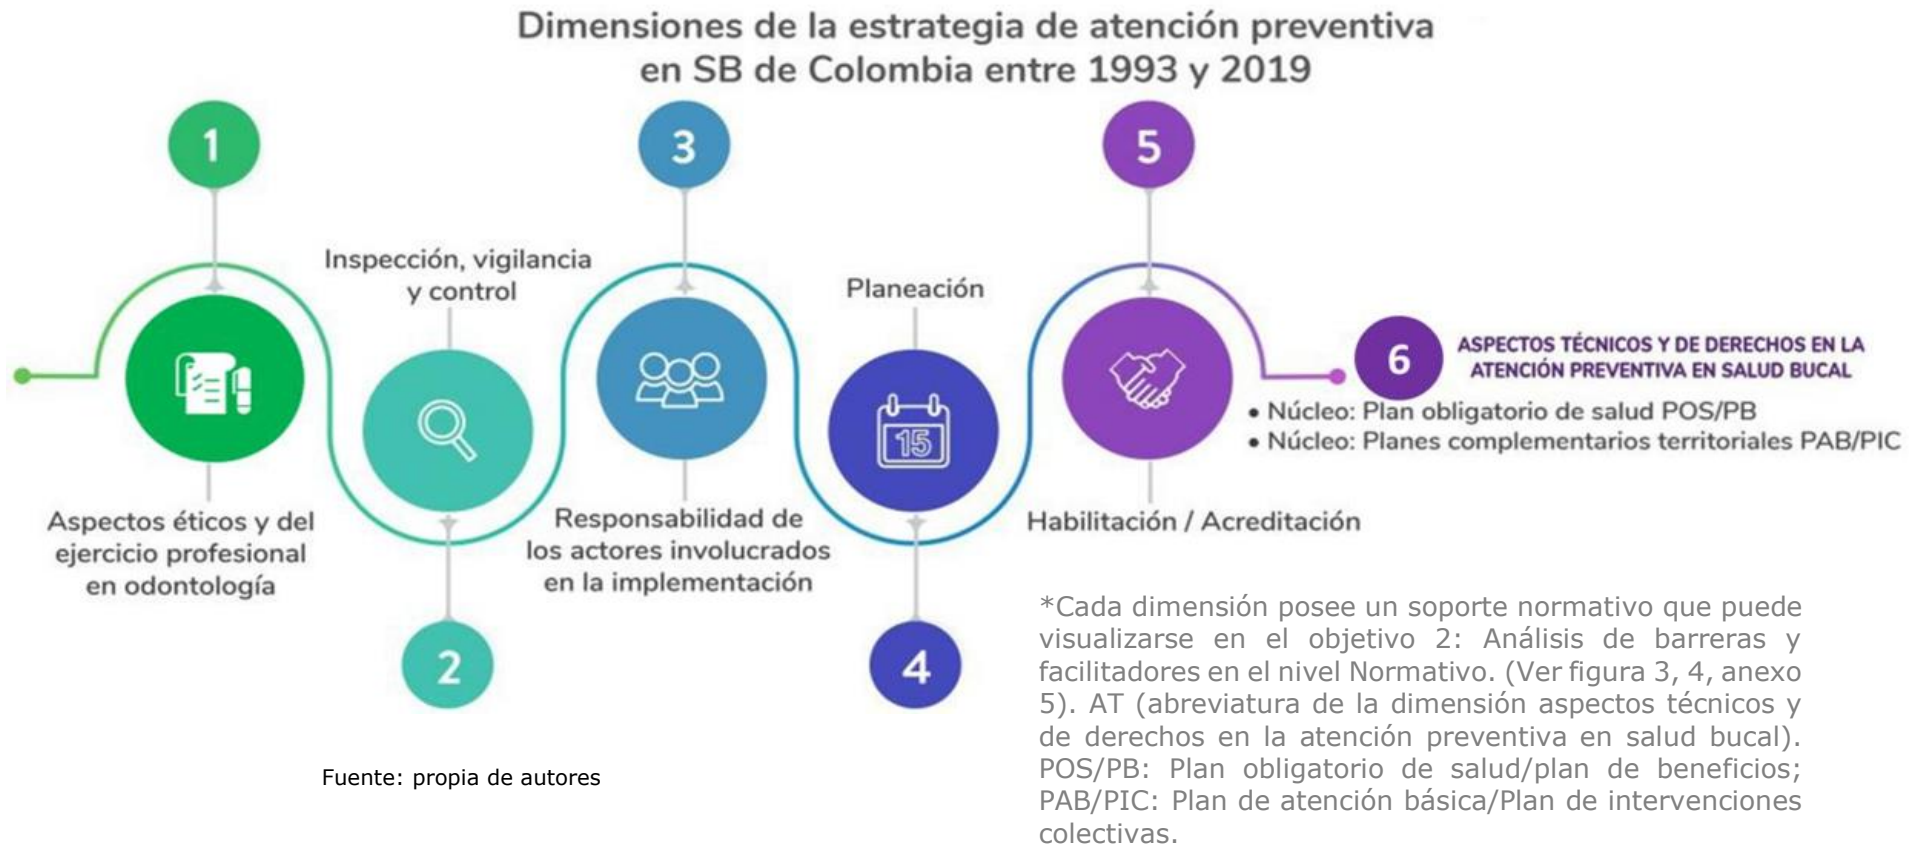 Dimensiones de la estrategia de atención preventiva
en SB de Colombia entre 1993 y 2019
1
Aspectos éticos y del
ejercicio profesional
en odontología
Inspección, vigilancia
y control
2
3
Responsabilidad de
los actores involucrados
en la implementación
Planeación
15
4
5
Habilitación / Acreditación
6
ASPECTOS TÉCNICOS Y DE DERECHOS EN LA
ATENCIÓN PREVENTIVA EN SALUD BUCAL
• Núcleo: Plan obligatorio de salud POS/PB
• Núcleo: Planes complementarios territoriales PAB/PIC
*Cada dimensión posee un soporte normativo que puede
visualizarse en el objetivo 2: Análisis de barreras y
facilitadores en el nivel Normativo. (Ver figura 3, 4, anexo
5). AT (abreviatura de la dimensión aspectos técnicos y
de derechos en la atención preventiva en salud bucal).
POS/PB: Plan obligatorio de salud/plan de beneficios;
PAB/PIC: Plan de atención básica/Plan de intervenciones
colectivas.
Fuente: propia de autores